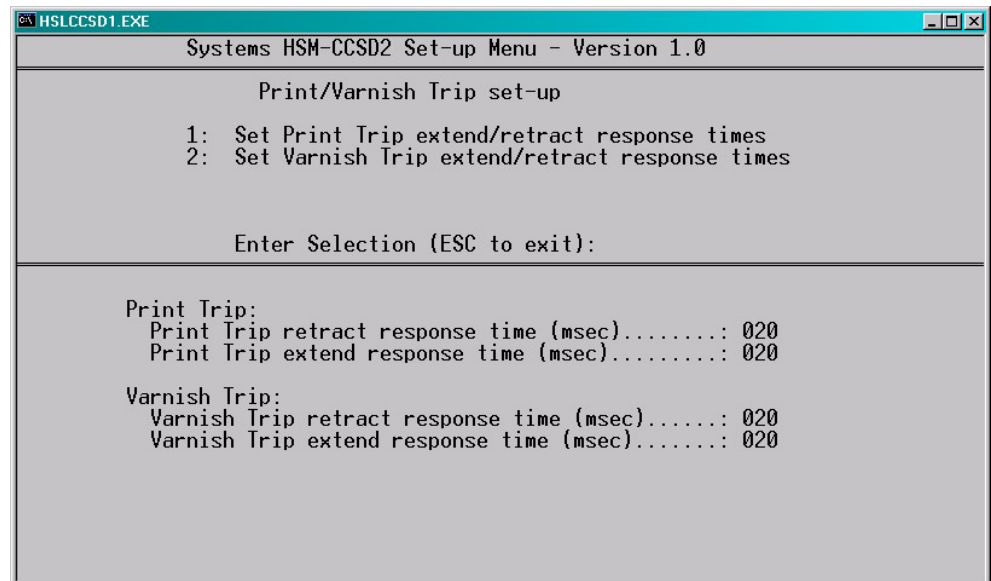 HSLCCSD1.EXE
Systems HSM-CCSD2 Set-up Menu - Version 1.0
Print/Varnish Trip set-up
1: Set Print Trip extend/retract response times
2: Set Varnish Trip extend/retract response times
Enter Selection (ESC to exit):
Print Trip:
Print Trip retract response time (msec)........: 020
Print Trip extend response time (msec).........: 020
Varnish Trip:
Varnish Trip retract response time (msec)......: 020
Varnish Trip extend response time (msec).......: 020